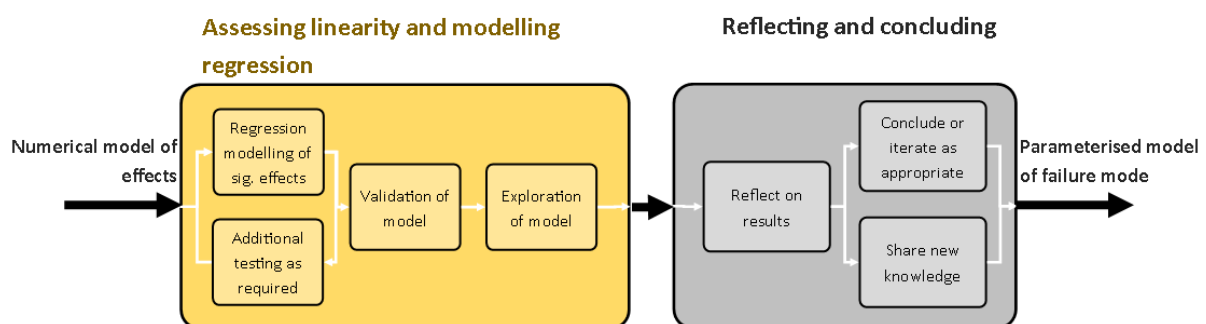 Assessing linearity and modelling
regression
Reflecting and concluding
Numerical model of
effects
Regression
modelling of
sig. effects
Additional
testing as
required
Validation of
model
Exploration
of model
Reflect on
results
Conclude or
iterate as
appropriate
Share new
knowledge
Parameterised model
of failure mode